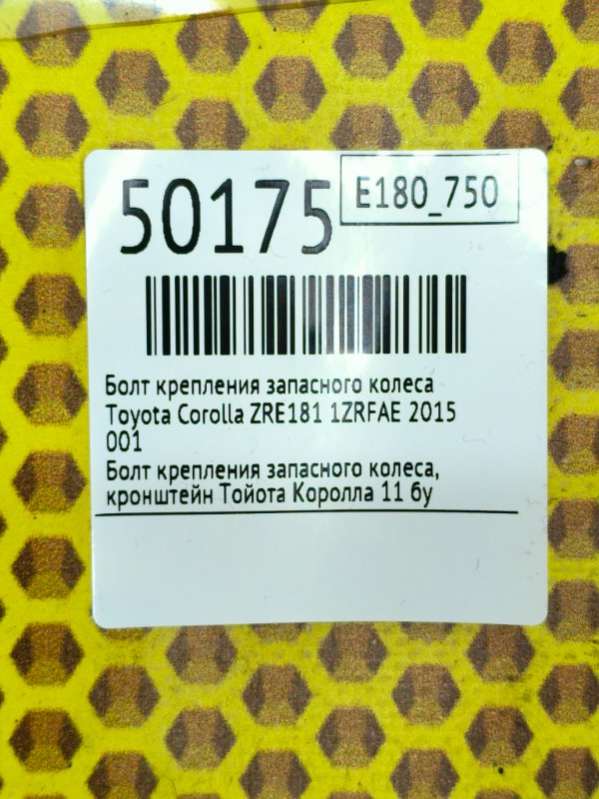 50175
E180_750
Болт крепления запасного колеса
Toyota Corolla ZRE181 1ZRFAE 2015
001
Болт крепления запасного колеса,
кронштейн Тойота Королла 11 бу